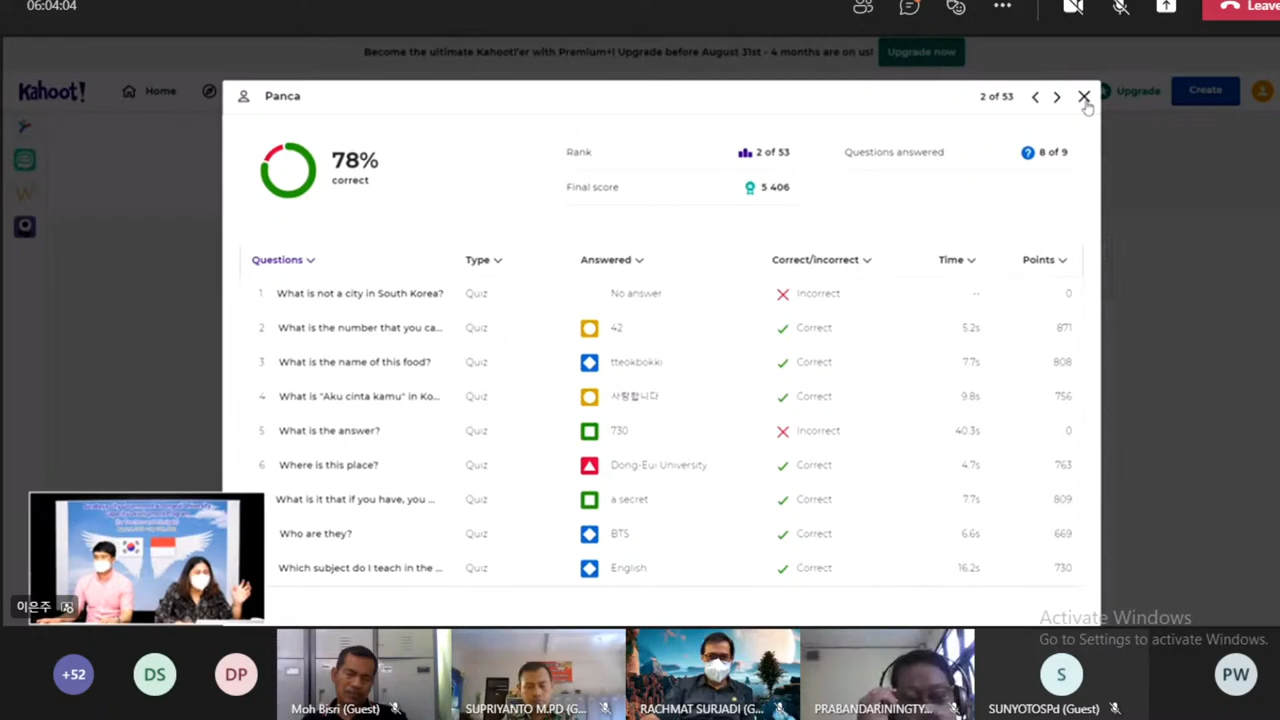 06:04:04
Leave
Become the ultimate Kahoot!'er with Premium+! Upgrade before August 31st - 4 months are on us!
Upgrade now
Kahoot!
Home
Upgrade
Create
Panca
2 of 53
78%
correct
Rank
2 of 53
Questions answered
8 of 9
Final score
5 406
Questions Type Answered Correct/incorrect Time Points
1 What is not a city in South Korea? Quiz No answer Incorrect -- 0
2 What is the number that you ca... Quiz 42 Correct 5.2s 871
3 What is the name of this food? Quiz tteokbokki Correct 7.7s 808
4 What is "Aku cinta kamu" in Ko... Quiz 사랑합니다 Correct 9.8s 756
5 What is the answer? Quiz 730 Incorrect 40.3s 0
6 Where is this place? Quiz Dong-Eui University Correct 4.7s 763
What is it that if you have, you ... Quiz a secret Correct 7.7s 809
Who are they? Quiz BTS Correct 6.6s 669
Which subject do I teach in the ... Quiz English Correct 16.2s 730
이은주
Activate Windows
Go to Settings to activate Windows.
+52
DS
DP
S
PW
Moh Bisri (Guest)
SUPRIYANTO M.PD (G...
RACHMAT SURJADI (Gu...
PRABANDARININGTY...
SUNYOTOSPd (Guest)